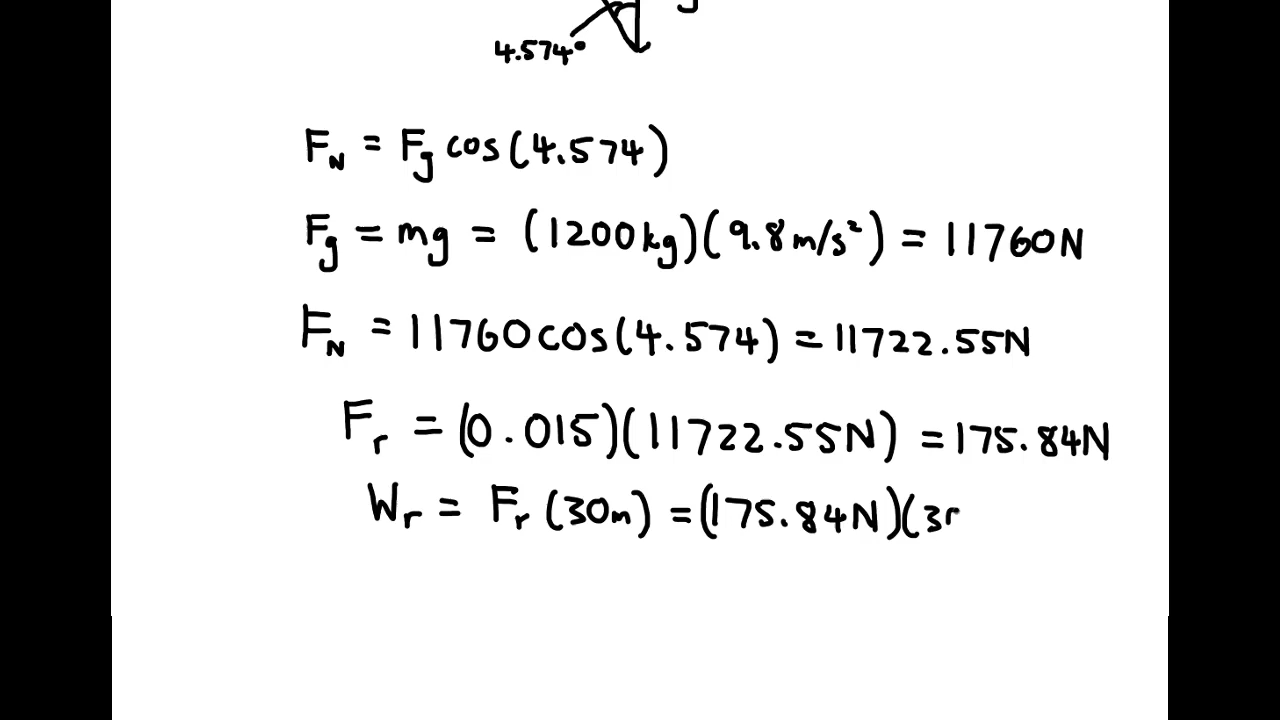 4.574°
F_N = F_g cos(4.574)
F_g = mg = (1200kg)(9.8m/s²) = 11760N
F_N = 11760cos(4.574) = 11722.55N
F_r = (0.015)(11722.55N) = 175.84N
W_r = F_r (30m) = (175.84N)(3